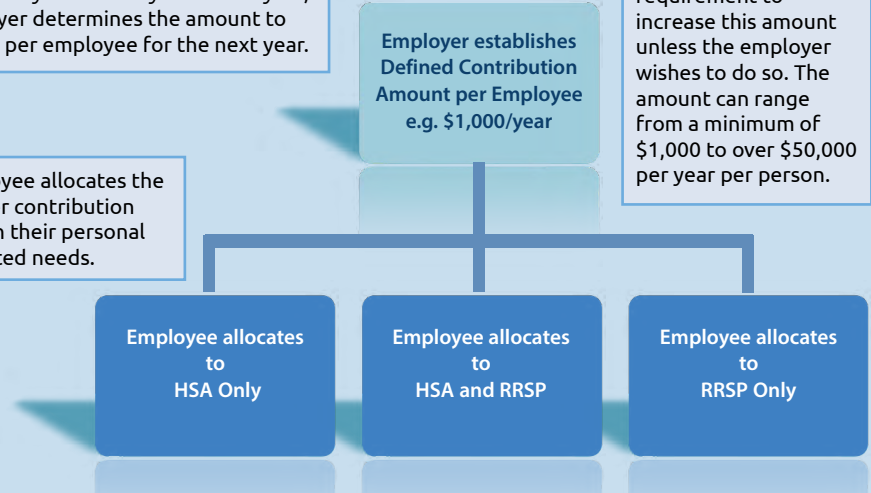 determines the amount to
per employee for the next year.
Employer establishes
Defined Contribution
Amount per Employee
e.g. $1,000/year
requirement to
increase this amount
unless the employer
wishes to do so. The
amount can range
from a minimum of
$1,000 to over $50,000
per year per person.
allocates the
contribution
their personal
needs.
Employee allocates
to
HSA Only
Employee allocates
to
HSA and RRSP
Employee allocates
to
RRSP Only